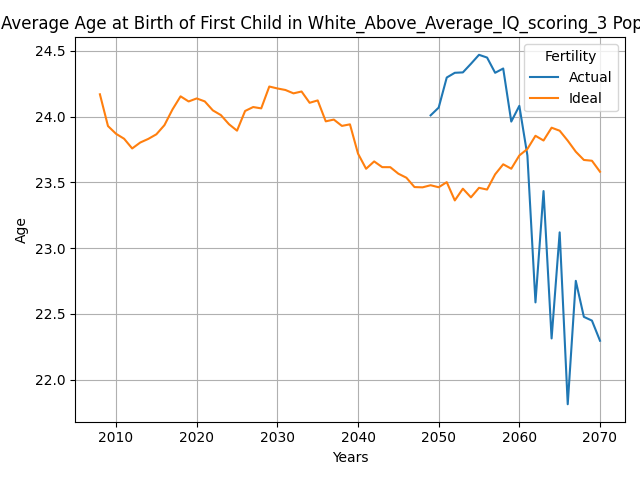 Average Age at Birth of First Child in White_Above_Average_IQ_scoring_3 Pop
24.5
24.0
23.5
23.0
22.5
22.0
Age
Fertility
Actual
Ideal
2010 2020 2030 2040 2050 2060 2070
Years